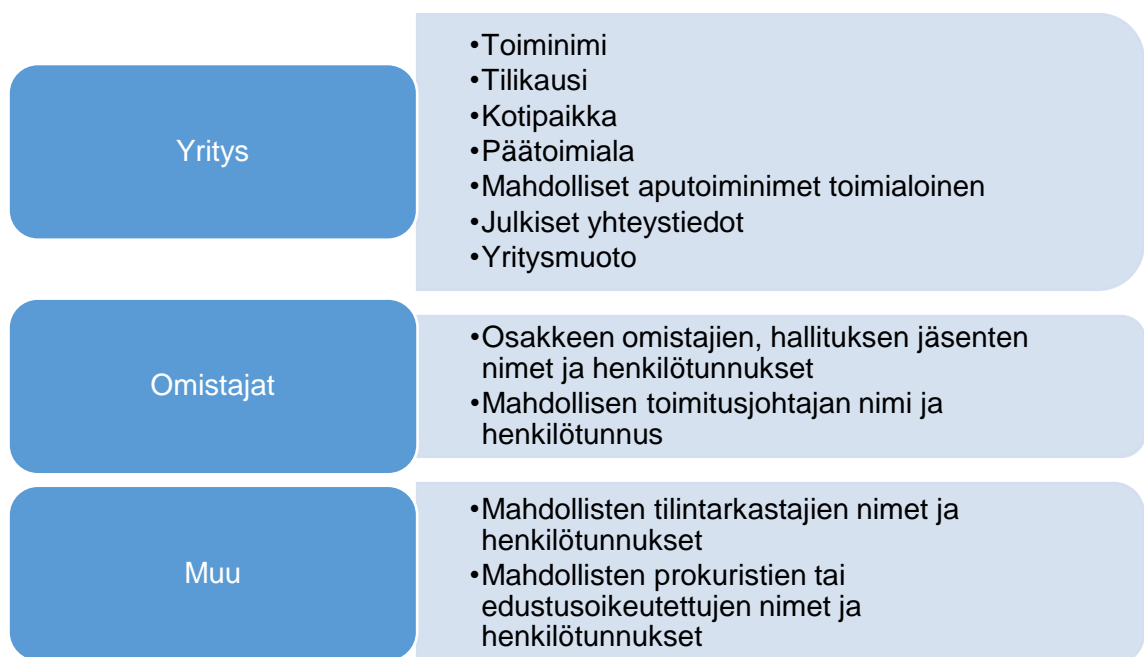 Yritys
•Toiminimi
•Tilikausi
•Kotipaikka
•Päätoimiala
•Mahdolliset aputoiminimet toimialoinen
•Julkiset yhteystiedot
•Yritysmuoto
Omistajat
•Osakkeen omistajien, hallituksen jäsenten
nimet ja henkilötunnukset
•Mahdollisen toimitusjohtajan nimi ja
henkilötunnus
Muu
•Mahdollisten tilintarkastajien nimet ja
henkilötunnukset
•Mahdollisten prokuristien tai
edustusoikeutettujen nimet ja
henkilötunnukset